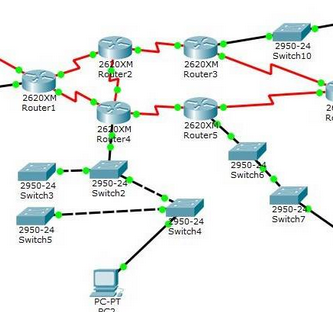 2950-24
Switch10
2620XM
Router2
2620XM
Router3
2620XM
Router1
2620XM
Router4
2620XM
Router5
2950-24
Switch6
2950-24
Switch3
2950-24
Switch2
2950-24
Switch7
2950-24
Switch5
2950-24
Switch4
PC-PT
PC2